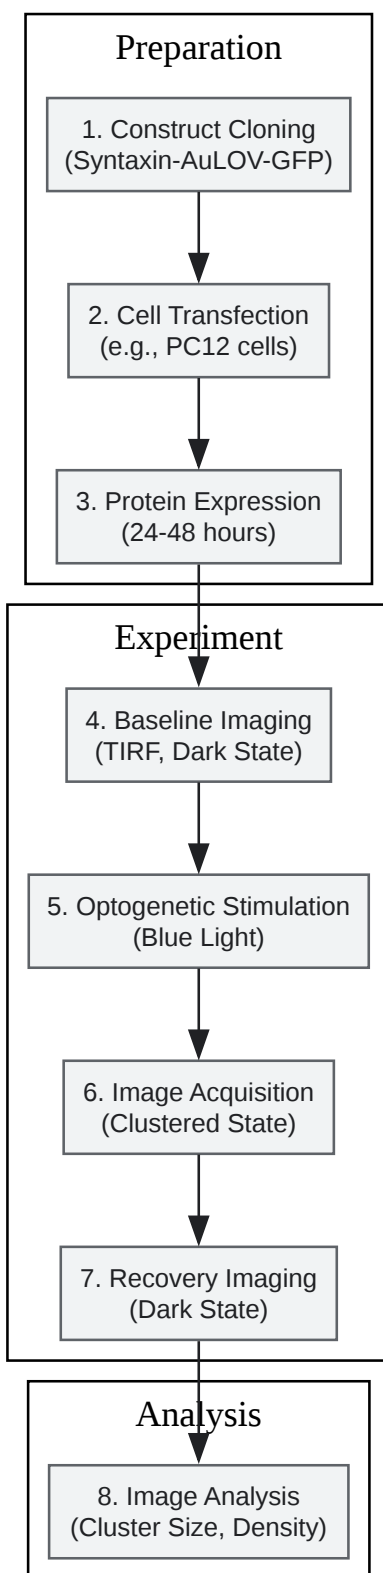 Preparation
1. Construct Cloning
(Syntaxin-AuLOV-GFP)
2. Cell Transfection
(e.g., PC12 cells)
3. Protein Expression
(24-48 hours)
Experiment
4. Baseline Imaging
(TIRF, Dark State)
5. Optogenetic Stimulation
(Blue Light)
6. Image Acquisition
(Clustered State)
7. Recovery Imaging
(Dark State)
Analysis
8. Image Analysis
(Cluster Size, Density)